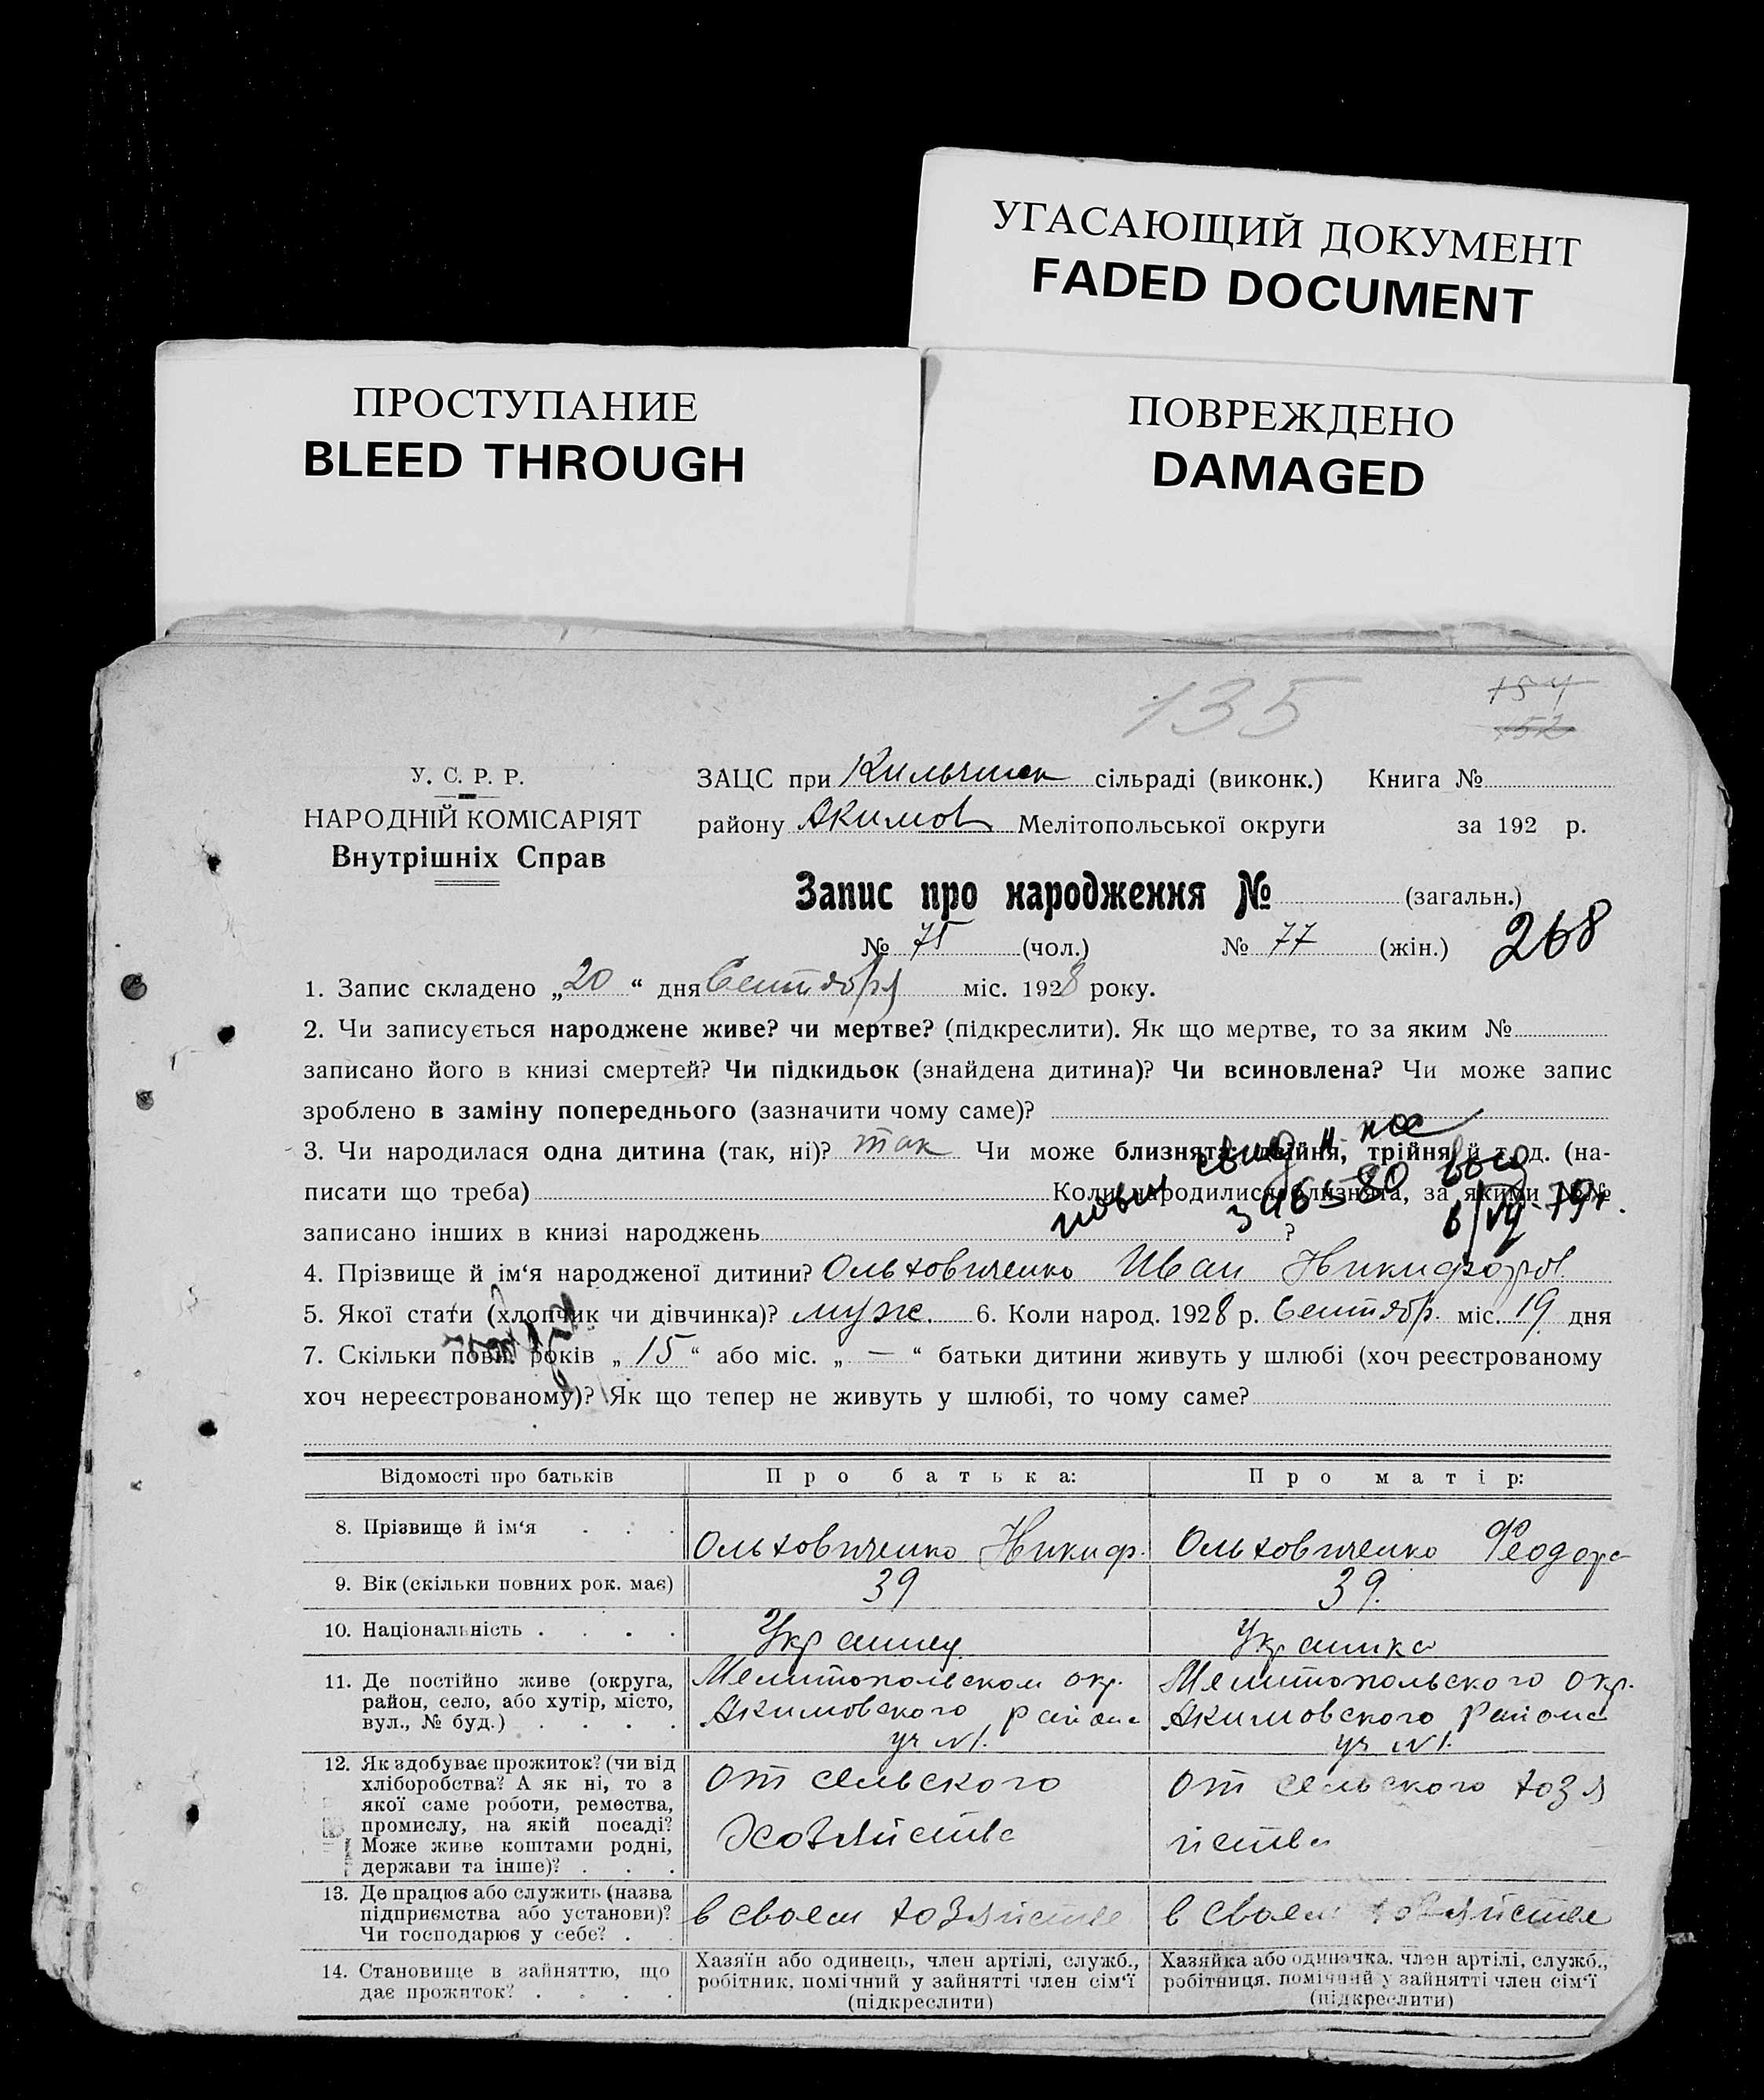 УГАСАЮЩИЙ ДОКУМЕНТ
FADED DOCUMENT
ПРОСТУПАНИЕ
BLEED THROUGH
ПОВРЕЖДЕНО
DAMAGED
135
154
152
У. С. Р. Р.
НАРОДНІЙ КОМІСАРІЯТ
Внутрішніх Справ
ЗАЦС при сільраді (виконк.) Книга №
району Акимов Мелітопольської округи за 192 р.
Запис про народження № (загальн.)
№ 75 (чол.) № 77 (жін.) 268
1. Запис складено „20“ дня Сентября міс. 1928 року.
2. Чи записується народжене живе? чи мертве? (підкреслити). Як що мертве, то за яким №
записано його в книзі смертей? Чи підкидьок (знайдена дитина)? Чи всиновлена? Чи може запис
зроблено в заміну попереднього (зазначити чому саме)?
3. Чи народилася одна дитина (так, ні)? так Чи може близнята, двійня, трійня й т. д. (на-
писати що треба) Коли народилися близнята, за якими №№
записано інших в книзі народжень ?
4. Прізвище й ім‘я народженої дитини? Ольховиченко Иван Никифоров
5. Якої стати (хлопчик чи дівчинка)? муж. 6. Коли народ. 1928 р. Сентябр. міс. 19 дня
7. Скільки повн. років „15“ або міс. „—“ батьки дитини живуть у шлюбі (хоч реєстрованому
хоч нереєстрованому)? Як що тепер не живуть у шлюбі, то чому саме?
Відомості про батьків Про батька: Про матір:
8. Прізвище й ім‘я . . . Ольховиченко Никиф. Ольховиченко Феодора
9. Вік (скільки повних рок. має) 39 39.
10. Національність . . . . Украинец Украинка
11. Де постійно живе (округа,
район, село, або хутір, місто,
вул., № буд.) . . . .
Мелитопольском окр.
Акимовского района
уч №1.
Мелитопольского окр.
Акимовского района
уч №1.
12. Як здобуває прожиток? (чи від
хліборобства? А як ні, то з
якої саме роботи, ремества,
промислу, на якій посаді?
Може живе коштами родні,
держави та інше)? . . .
От сельского
Хозяйства
От сельского хозя
йства
13. Де працює або служить (назва
підприємства або установи)?
Чи господарює у себе? . .
в своем хозяйстве
в своем хозяйстве
14. Становище в зайняттю, що
дає прожиток? . . . .
Хазяїн або одинець, член артілі, служб.,
робітник, помічний у зайнятті член сім‘ї
(підкреслити)
Хазяйка або одиначка, член артілі, служб.,
робітниця, помічний у зайнятті член сім‘ї
(підкреслити)